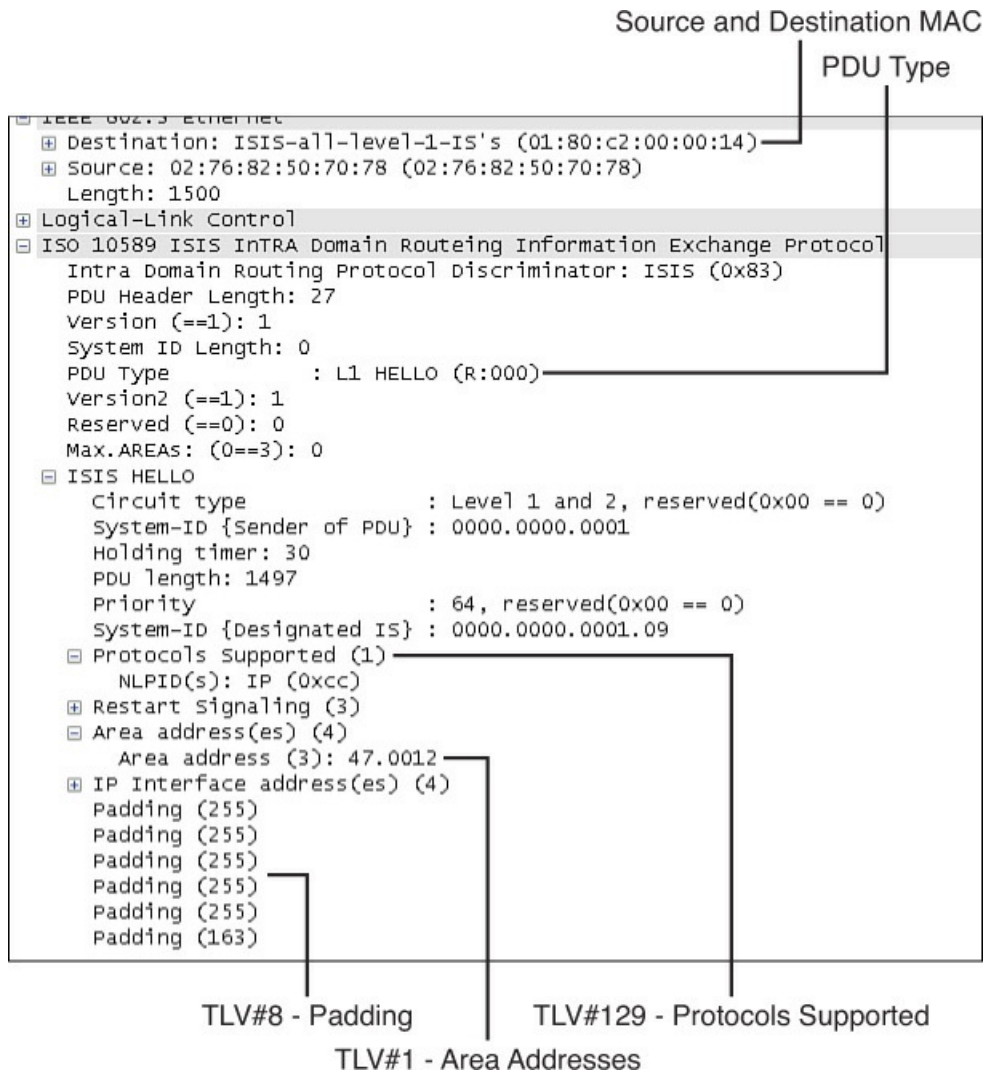 Source and Destination MAC
PDU Type
IEEE 802.3 Ethernet
Destination: ISIS-all-level-1-IS's (01:80:c2:00:00:14)
Source: 02:76:82:50:70:78 (02:76:82:50:70:78)
Length: 1500
Logical-Link Control
ISO 10589 ISIS InTRA Domain Routeing Information Exchange Protocol
Intra Domain Routing Protocol Discriminator: ISIS (0x83)
PDU Header Length: 27
Version (==1): 1
System ID Length: 0
PDU Type : L1 HELLO (R:000)
Version2 (==1): 1
Reserved (==0): 0
Max.AREAs: (0==3): 0
ISIS HELLO
Circuit type : Level 1 and 2, reserved(0x00 == 0)
System-ID {Sender of PDU} : 0000.0000.0001
Holding timer: 30
PDU length: 1497
Priority : 64, reserved(0x00 == 0)
System-ID {Designated IS} : 0000.0000.0001.09
Protocols Supported (1)
NLPID(s): IP (0xcc)
Restart Signaling (3)
Area address(es) (4)
Area address (3): 47.0012
IP Interface address(es) (4)
Padding (255)
Padding (255)
Padding (255)
Padding (255)
Padding (255)
Padding (163)
TLV#8 - Padding
TLV#129 - Protocols Supported
TLV#1 - Area Addresses